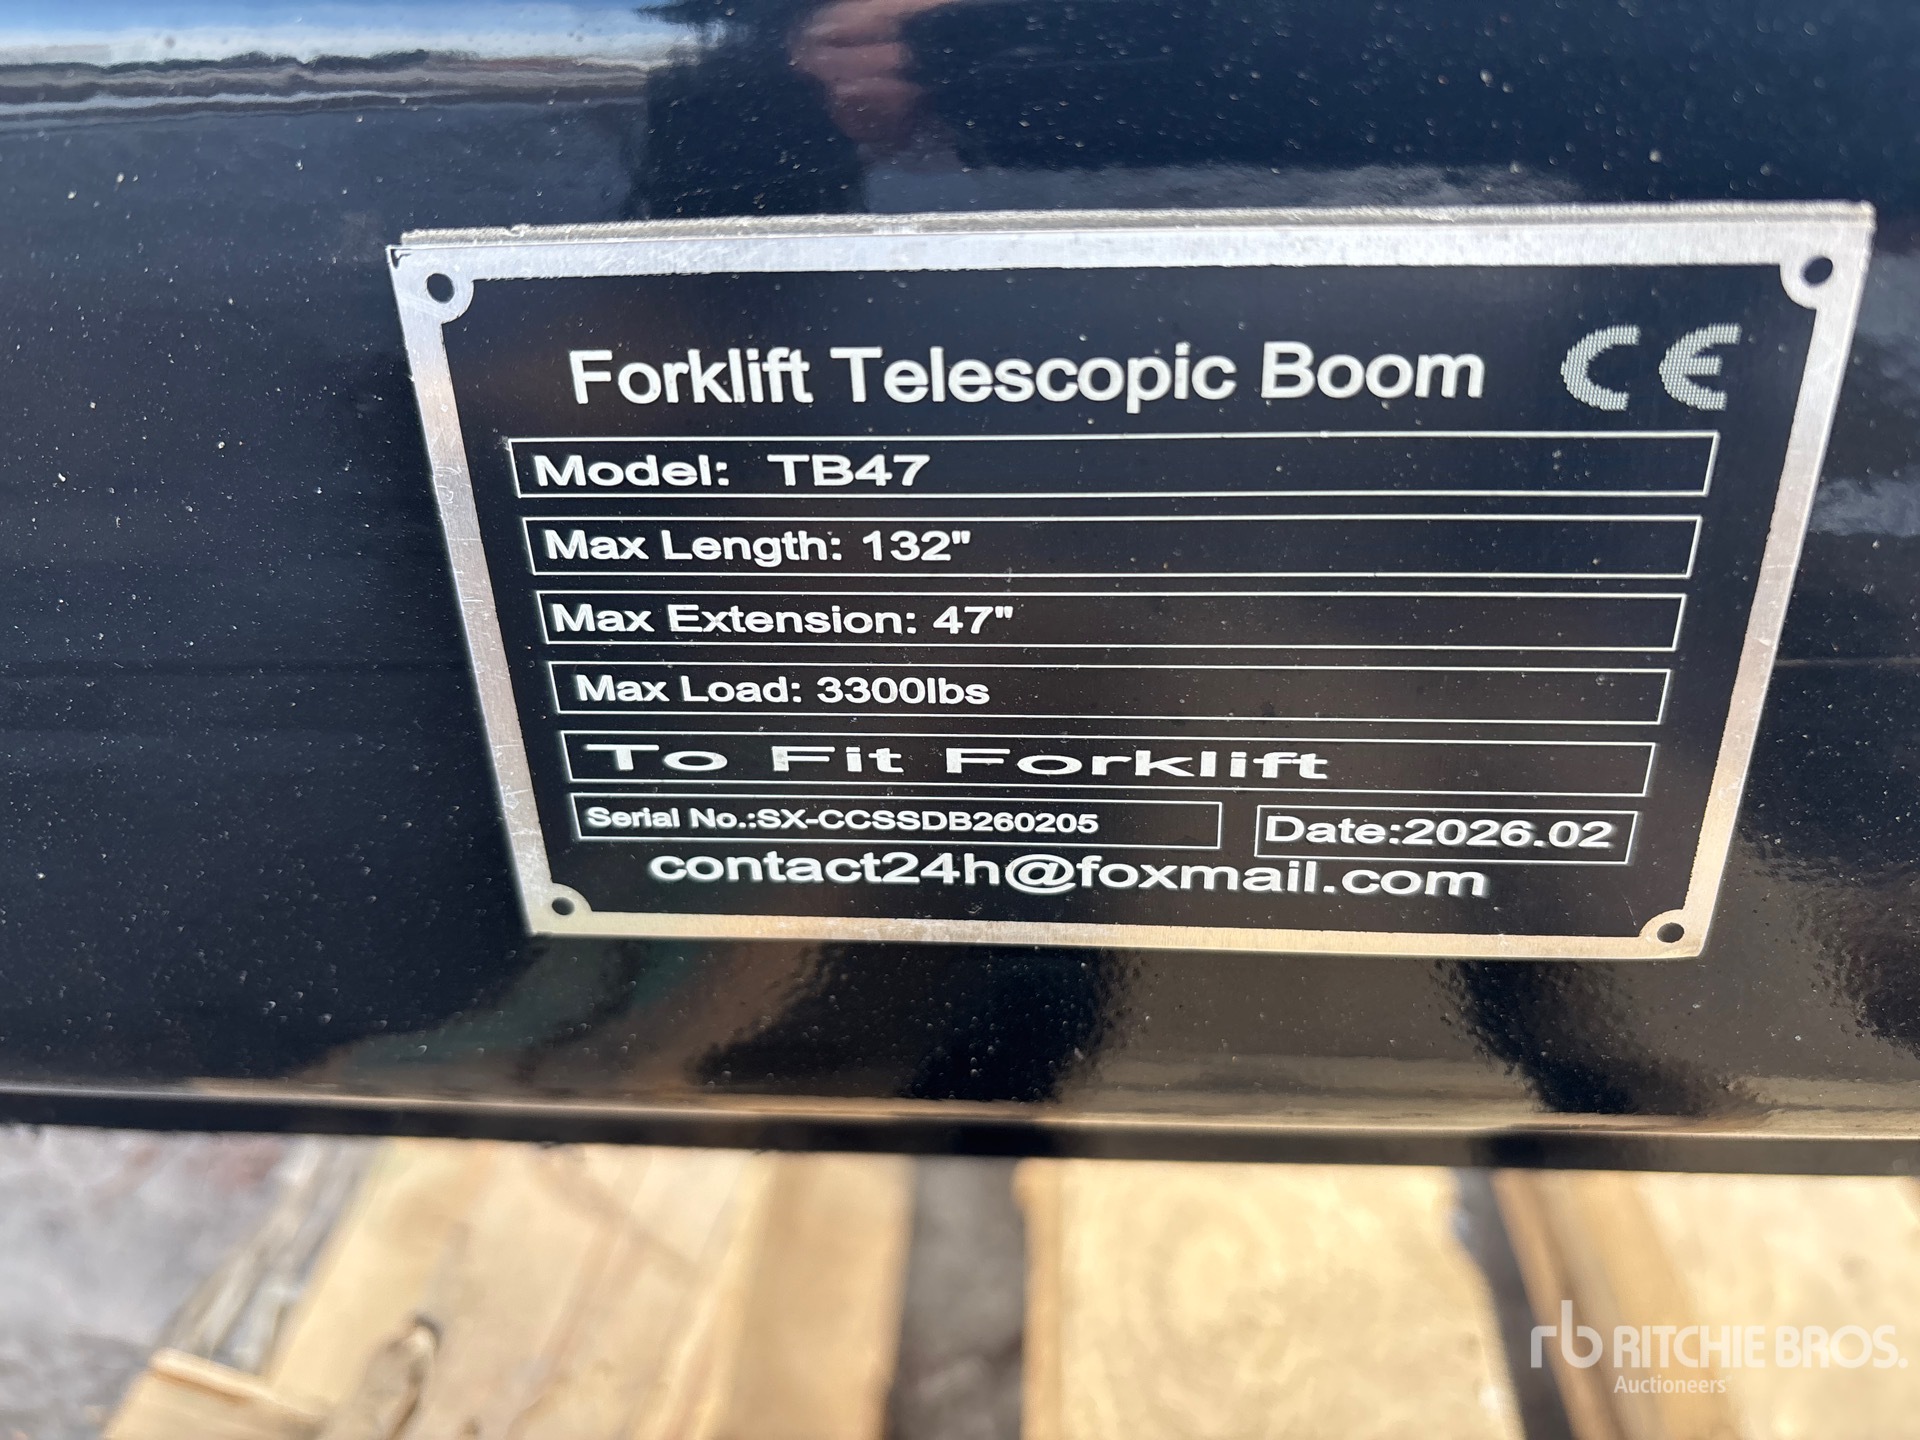 Forklift Telescopic Boom CE
Model: TB47
Max Length: 132"
Max Extension: 47"
Max Load: 3300lbs
To Fit Forklift
Serial No.:SX-CCSSDB260205 Date:2026.02
contact24h@foxmail.com
rb RITCHIE BROS.
Auctioneers